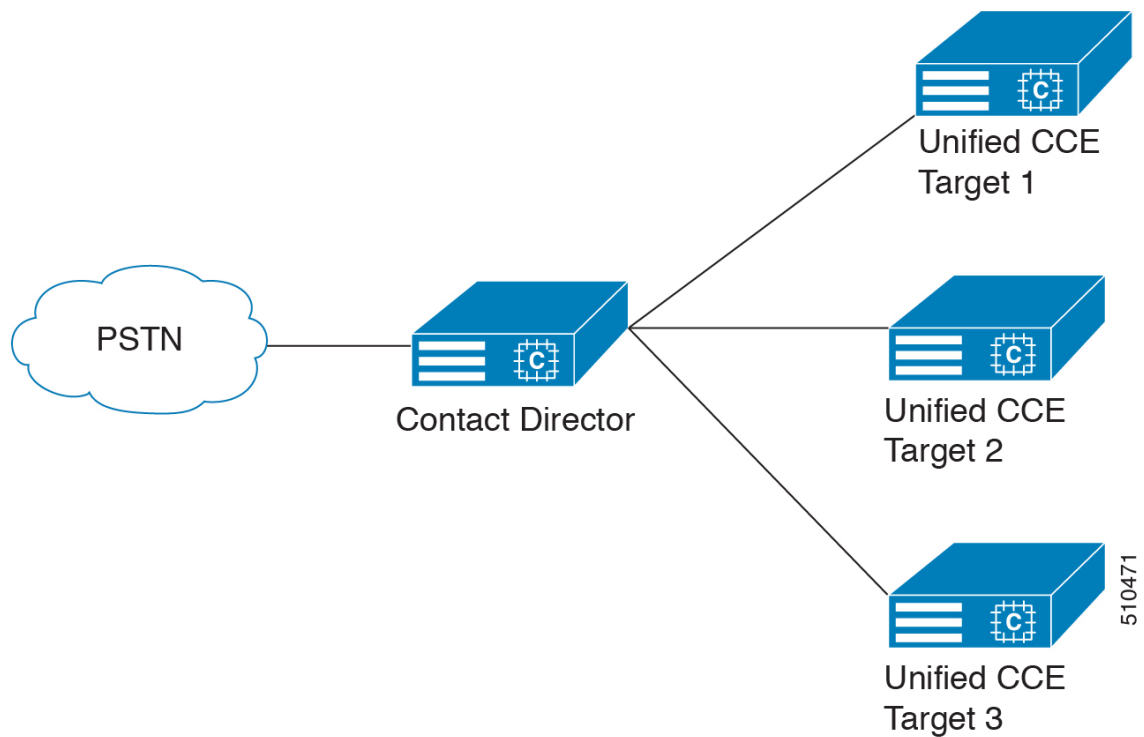 Unified CCE
Target 1
PSTN
C
Contact Director
C
Unified CCE
Target 2
C
Unified CCE
Target 3
C
510471